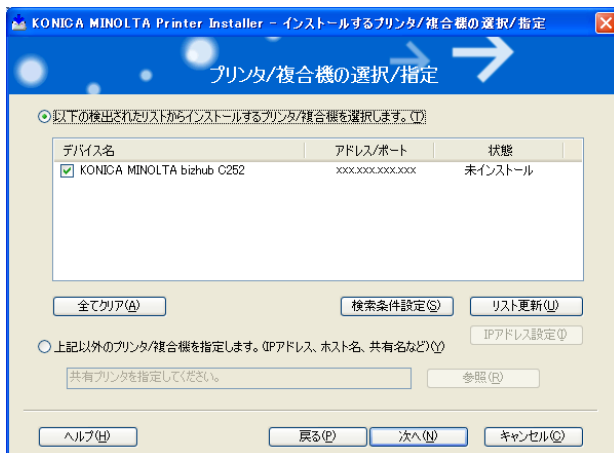 KONICA MINOLTA Printer Installer - インストールするプリンタ/複合機の選択/指定
プリンタ/複合機の選択/指定
以下の検出されたリストからインストールするプリンタ/複合機を選択します。(T)
デバイス名 アドレス/ポート 状態
KONICA MINOLTA bizhub C252 xxx.xxx.xxx.xxx 未インストール
全てクリア(A) 検索条件設定(S) リスト更新(U)
IPアドレス設定(I)
上記以外のプリンタ/複合機を指定します。(IPアドレス、ホスト名、共有名など)(Y)
共有プリンタを指定してください。 参照(R)
ヘルプ(H) 戻る(P) 次へ(N) キャンセル(C)